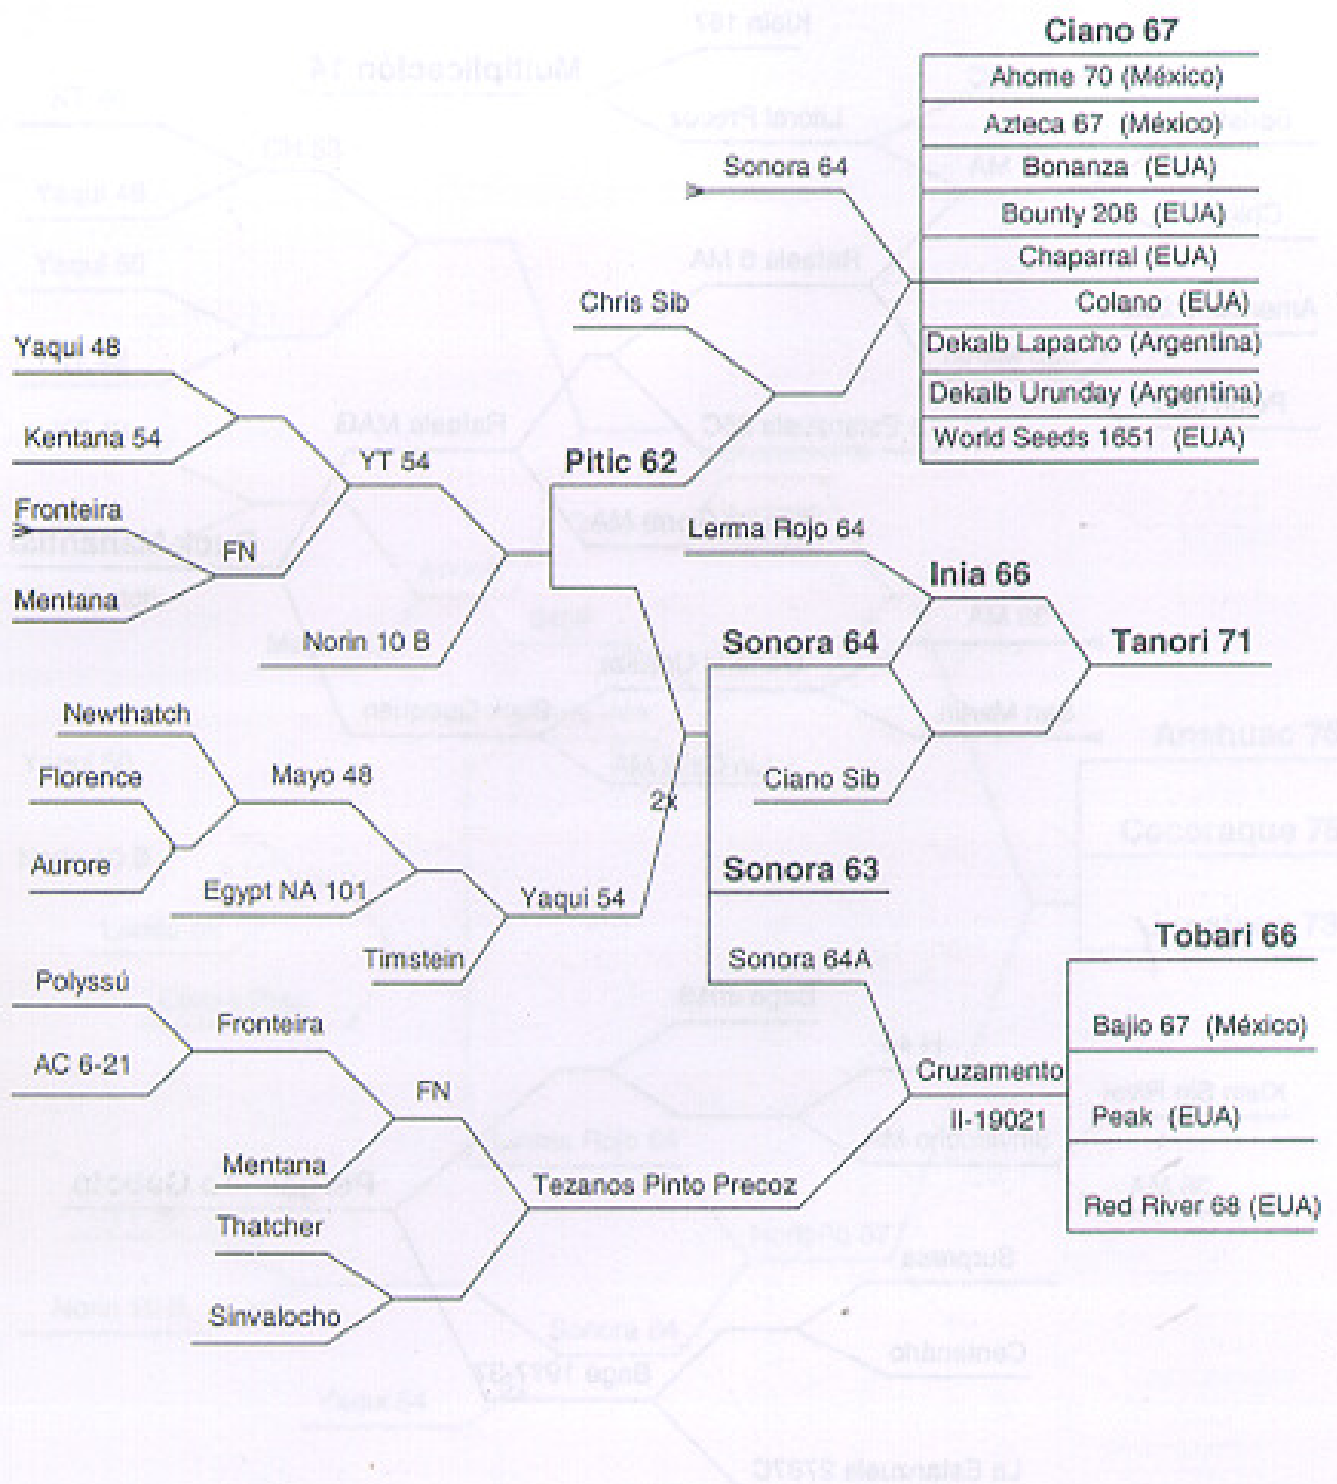 Ciano 67
Ahome 70 (México)
Azteca 67 (México)
Sonora 64
Bonanza (EUA)
Bounty 208 (EUA)
Chaparral (EUA)
Chris Sib
Colano (EUA)
Yaqui 48
Dekalb Lapacho (Argentina)
Dekalb Urunday (Argentina)
Kentana 54
World Seeds 1651 (EUA)
YT 54
Pitic 62
Fronteira
Lerma Rojo 64
FN
Inia 66
Mentana
Norin 10 B
Sonora 64
Tanori 71
Newthatch
Florence
Mayo 48
Ciano Sib
2x
Aurore
Sonora 63
Egypt NA 101
Yaqui 54
Tobari 66
Timstein
Sonora 64A
Polyssú
Fronteira
Bajio 67 (México)
AC 6-21
Cruzamento
FN
II-19021
Peak (EUA)
Mentana
Tezanos Pinto Precoz
Red River 68 (EUA)
Thatcher
Sinvalocho